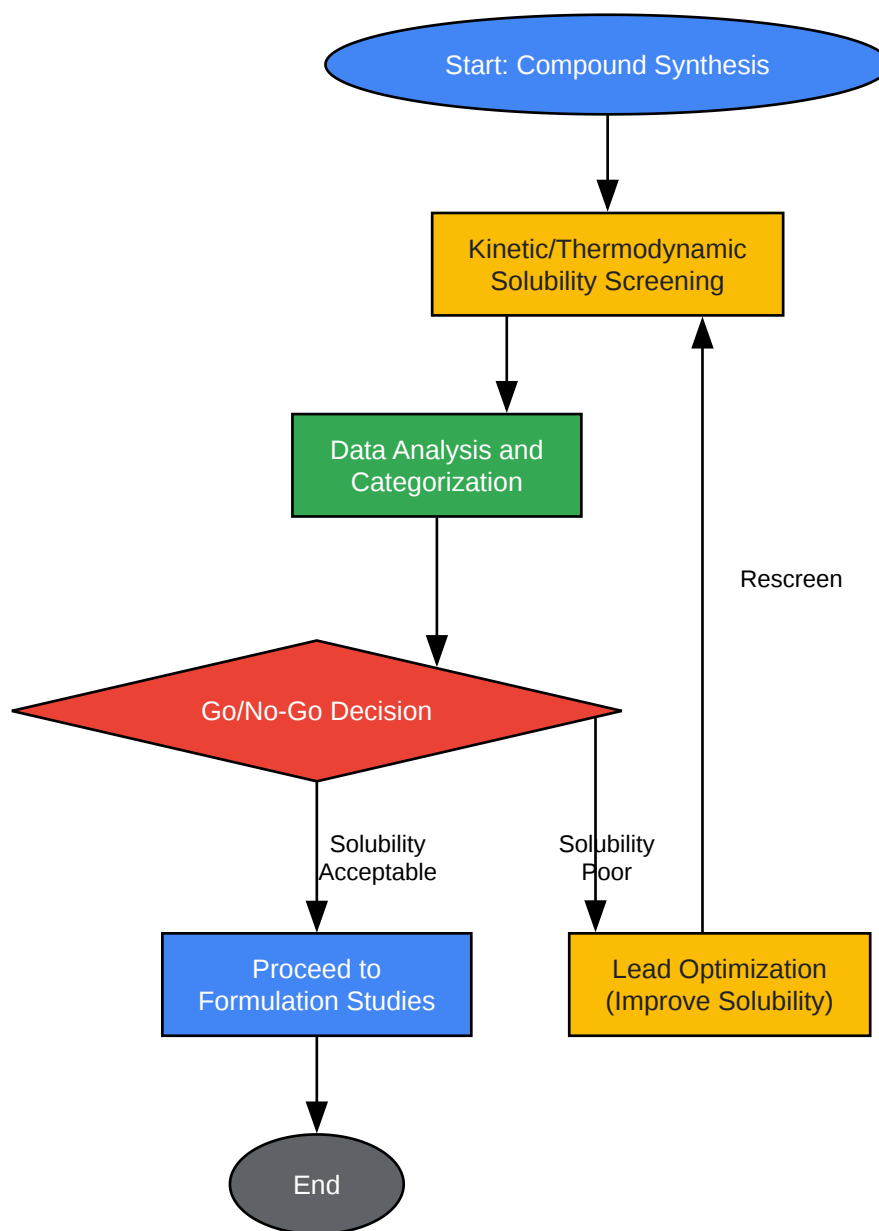 Start: Compound Synthesis
Kinetic/Thermodynamic
Solubility Screening
Data Analysis and
Categorization
Rescreen
Go/No-Go Decision
Solubility
Acceptable
Solubility
Poor
Proceed to
Formulation Studies
Lead Optimization
(Improve Solubility)
End